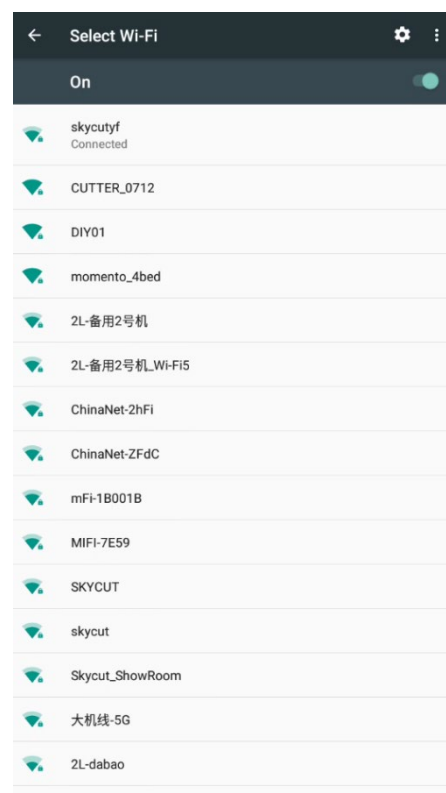 Select Wi-Fi
On
skycutyf
Connected
CUTTER_0712
DIY01
momento_4bed
2L-备用2号机
2L-备用2号机_Wi-Fi5
ChinaNet-2hFi
ChinaNet-ZFdC
mFi-1B001B
MIFI-7E59
SKYCUT
skycut
Skycut_ShowRoom
大机线-5G
2L-dabao